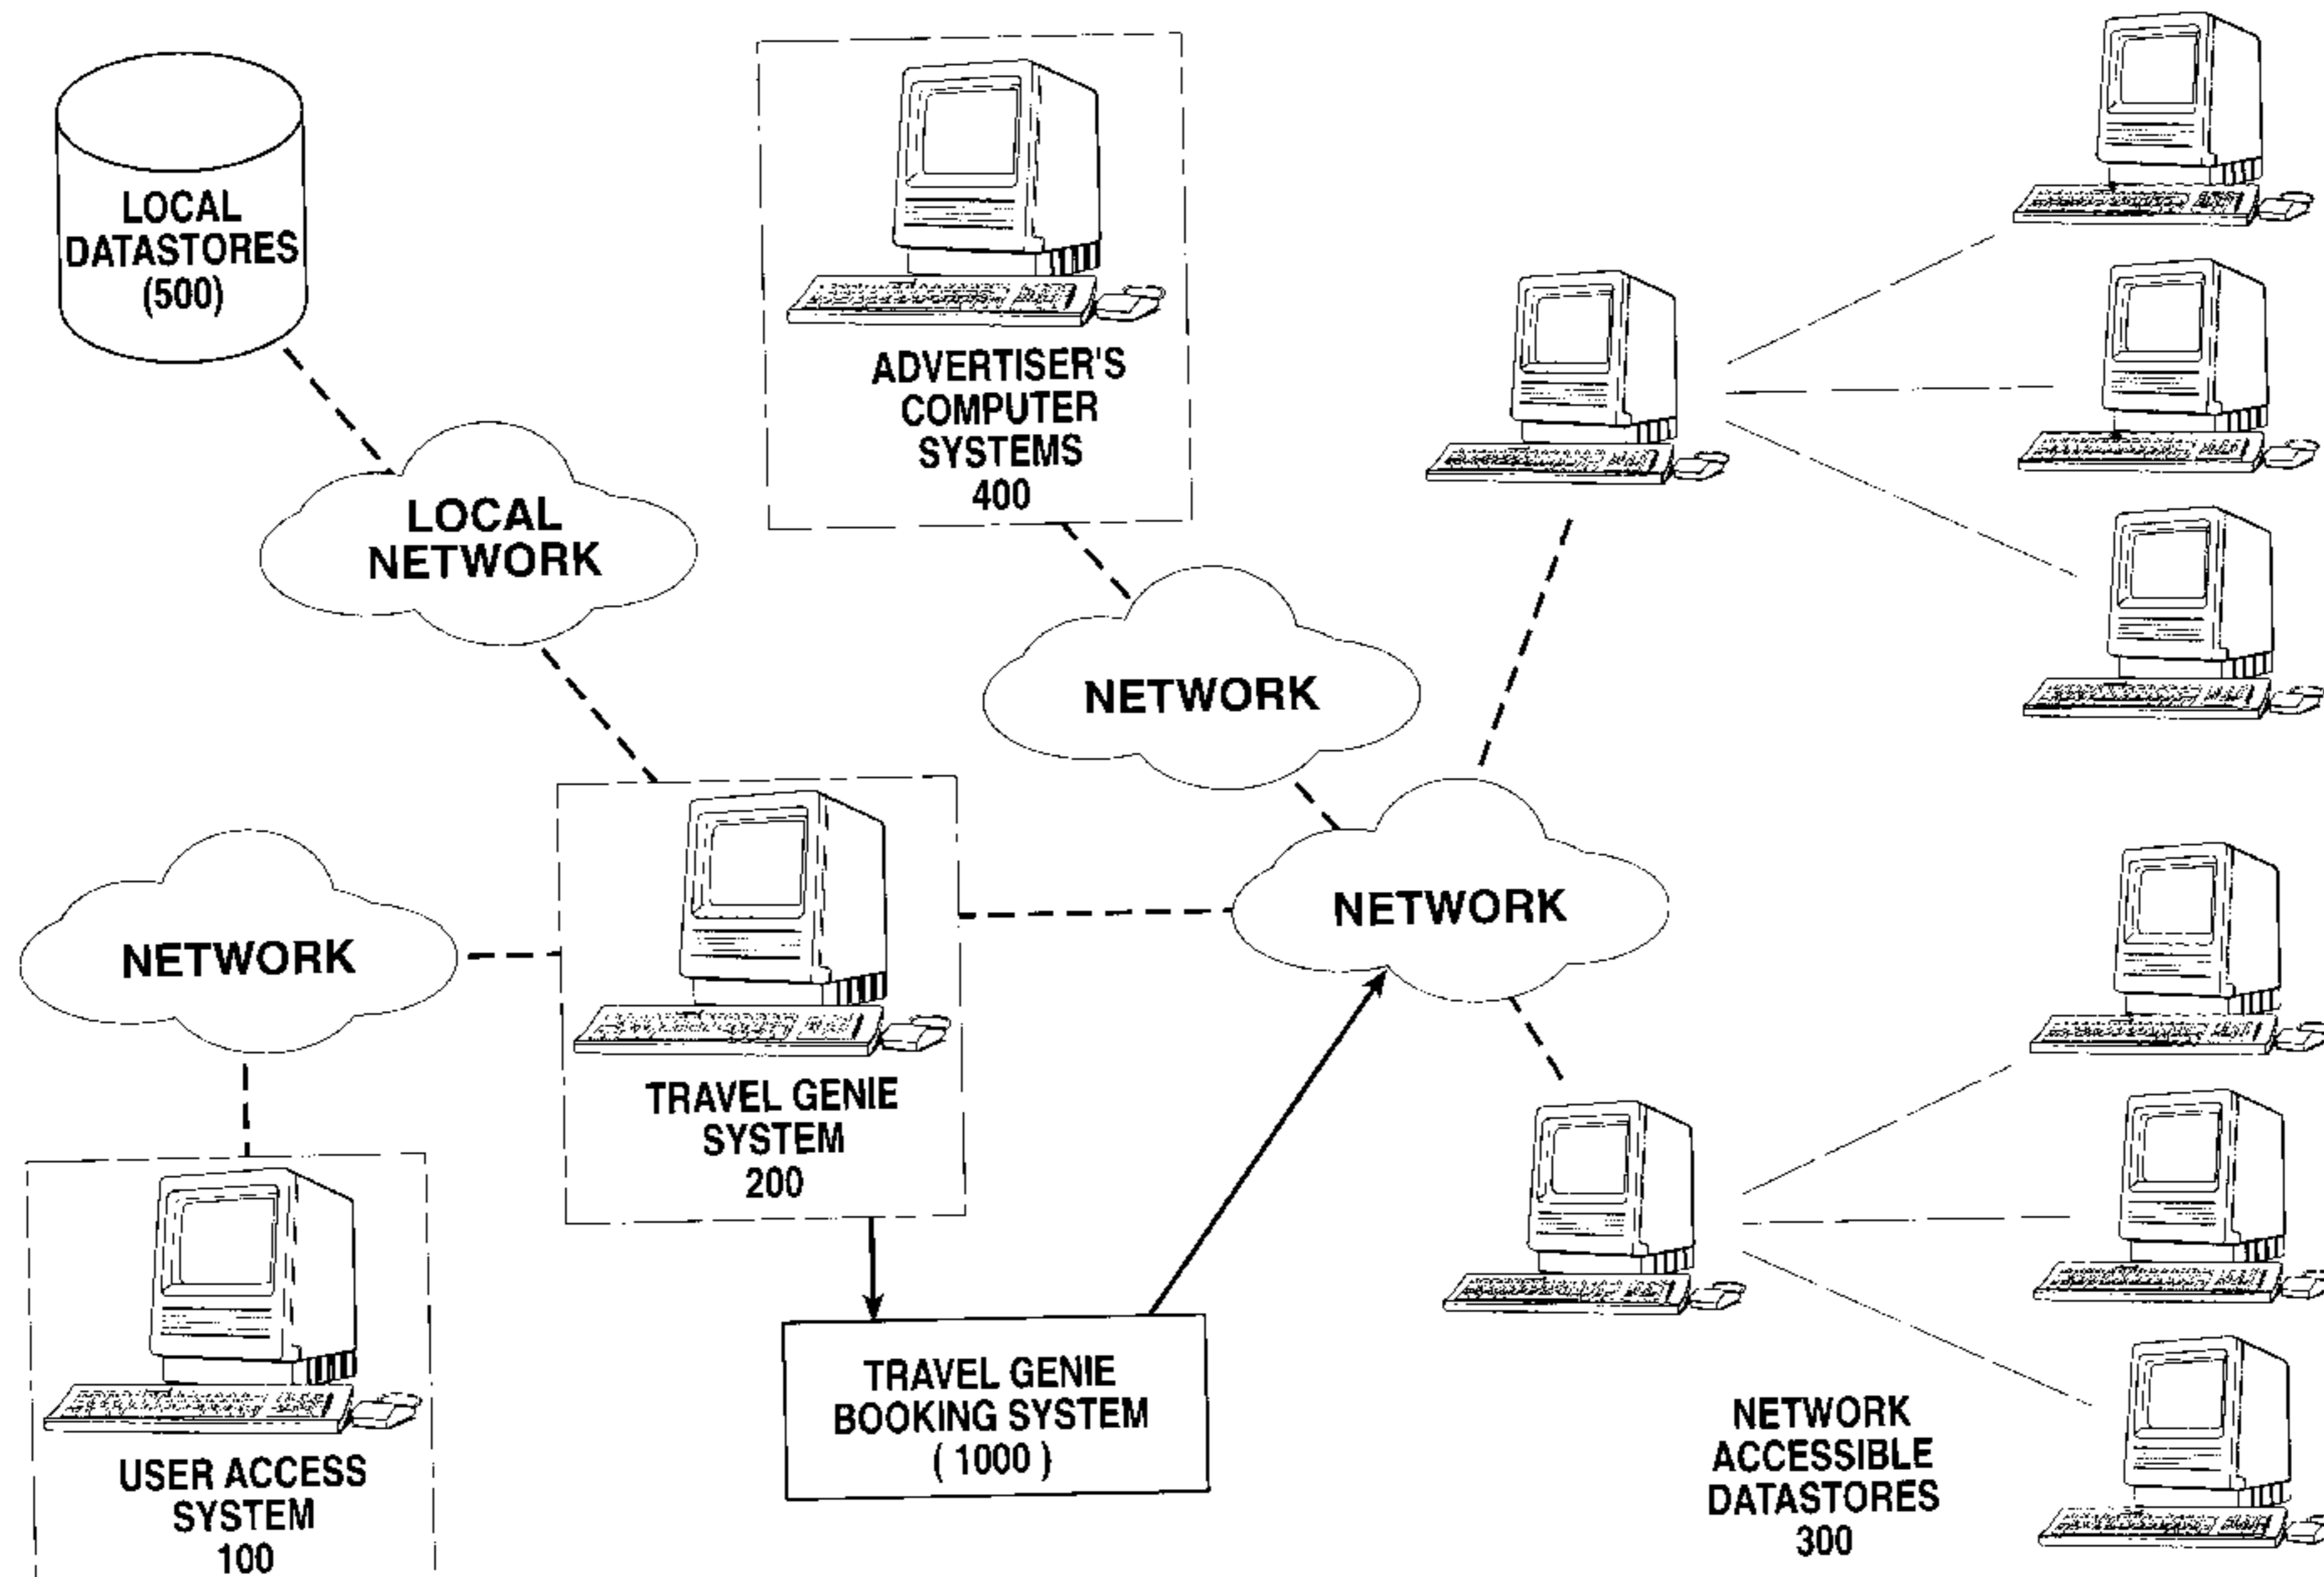 LOCAL
DATASTORES
(500)
ADVERTISER'S
COMPUTER
SYSTEMS
400
LOCAL
NETWORK
NETWORK
NETWORK
NETWORK
TRAVEL GENIE
SYSTEM
200
USER ACCESS
SYSTEM
100
TRAVEL GENIE
BOOKING SYSTEM
( 1000 )
NETWORK
ACCESSIBLE
DATASTORES
300